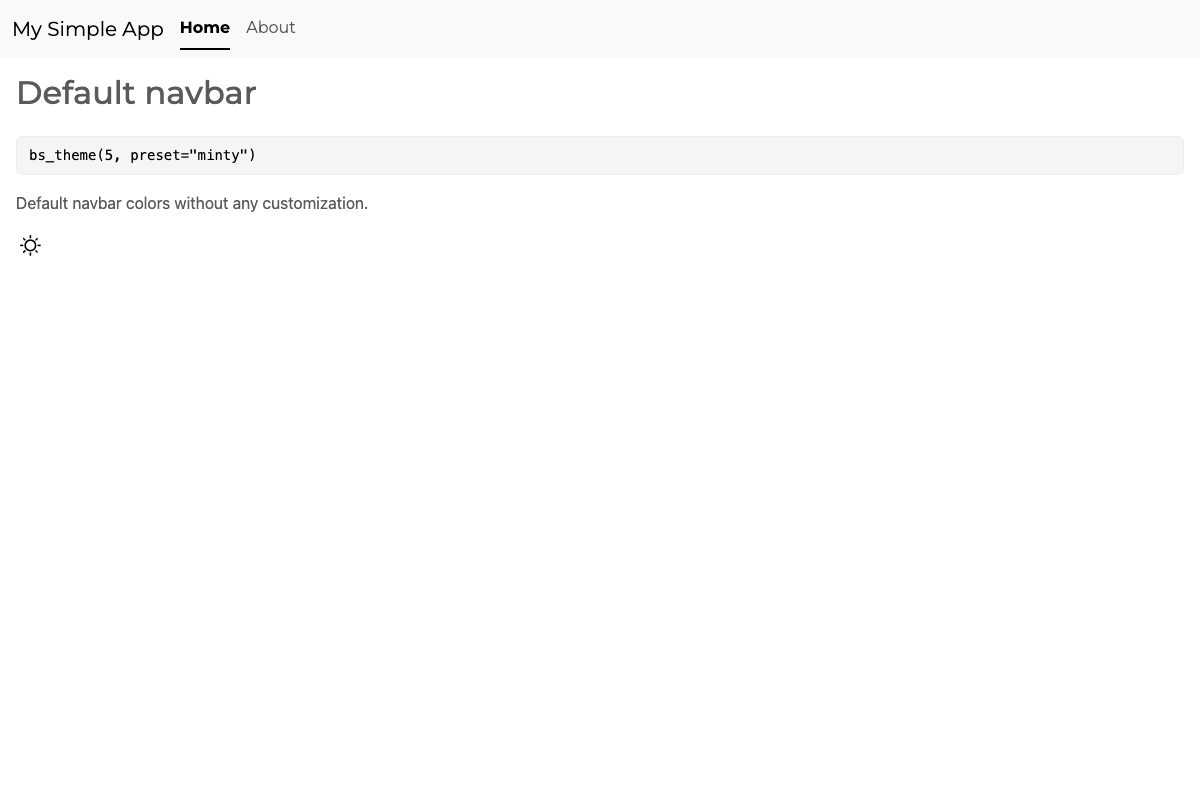 My Simple App Home About
Default navbar
bs_theme(5, preset="minty")
Default navbar colors without any customization.